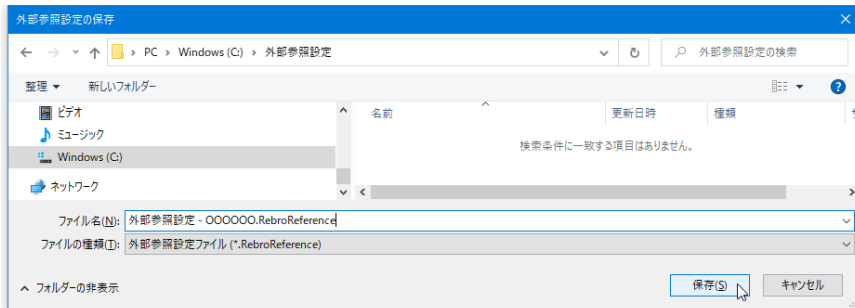 外部参照設定の保存
PC › Windows (C:) › 外部参照設定
外部参照設定の検索
整理 新しいフォルダー
名前 更新日時 種類
検索条件に一致する項目はありません。
ビデオ
ミュージック
Windows (C:)
ネットワーク
ファイル名(N): 外部参照設定 - OOOOOO.RebroReference
ファイルの種類(T): 外部参照設定ファイル (*.RebroReference)
フォルダーの非表示
保存(S) キャンセル